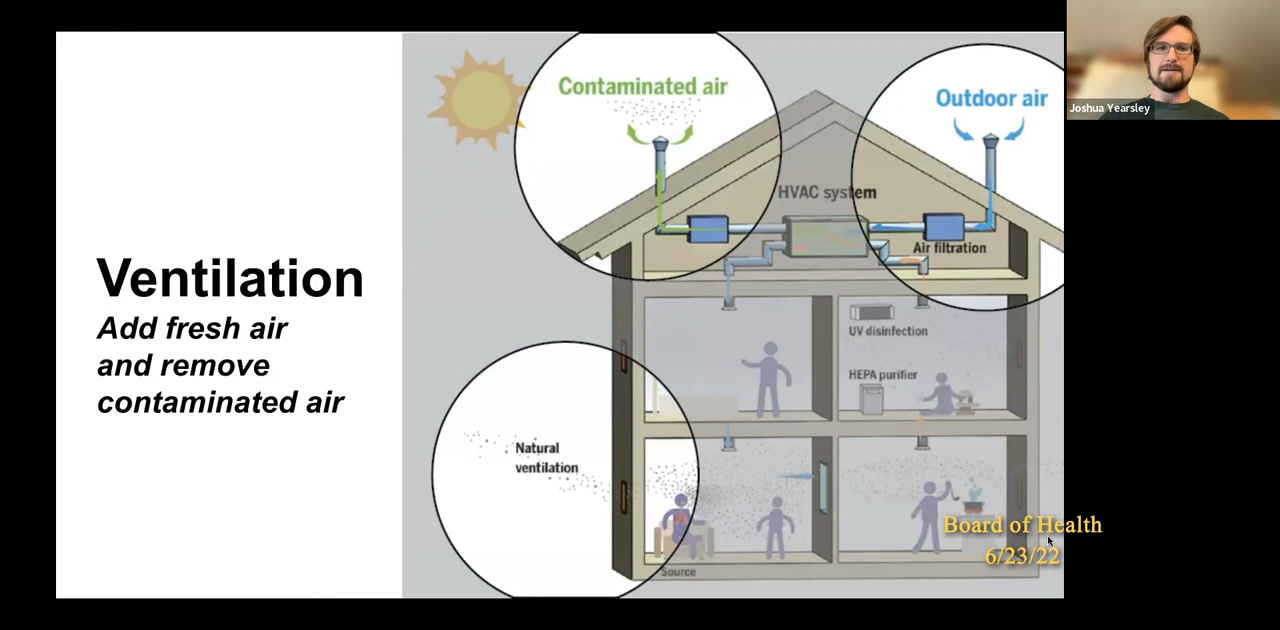 Ventilation
Add fresh air
and remove
contaminated air
Contaminated air
Outdoor air
HVAC system
Air filtration
UV disinfection
HEPA purifier
Natural
ventilation
Source
Board of Health
6/23/22
Joshua Yearsley